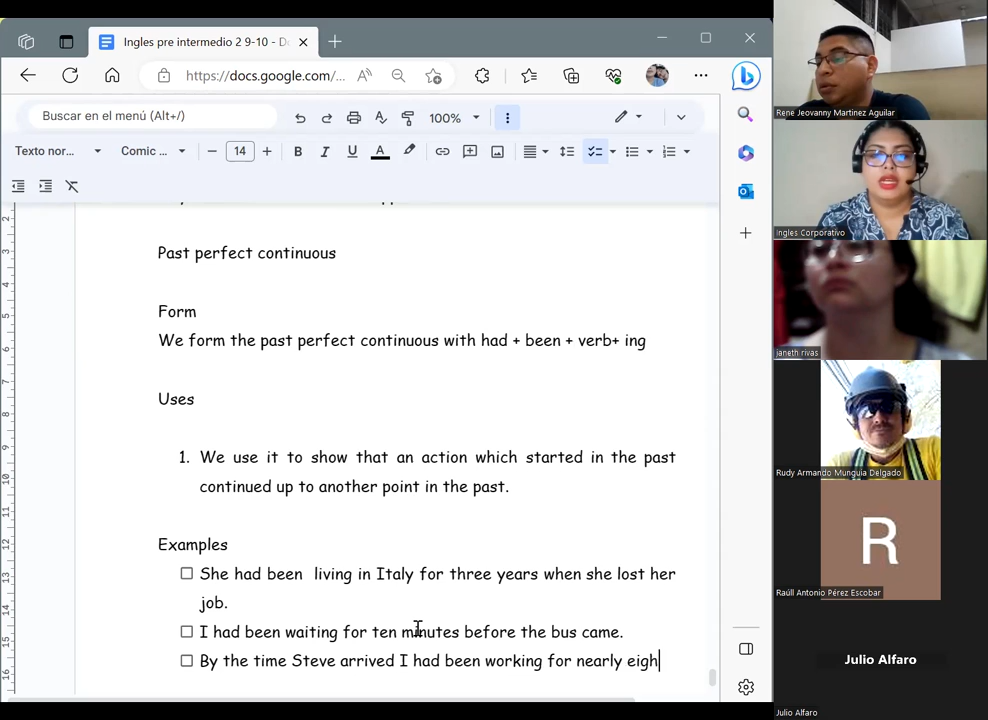 Ingles pre intermedio 2 9-10 - Do
https://docs.google.com/...
Buscar en el menú (Alt+/)
100%
Texto nor...
Comic ...
14
Past perfect continuous
Form
We form the past perfect continuous with had + been + verb+ ing
Uses
1. We use it to show that an action which started in the past
continued up to another point in the past.
Examples
She had been living in Italy for three years when she lost her
job.
I had been waiting for ten minutes before the bus came.
By the time Steve arrived I had been working for nearly eigh
Rene Jeovanny Martinez Aguilar
Ingles Corporativo
janeth rivas
Rudy Armando Munguia Delgado
R
Raúll Antonio Pérez Escobar
Julio Alfaro
Julio Alfaro